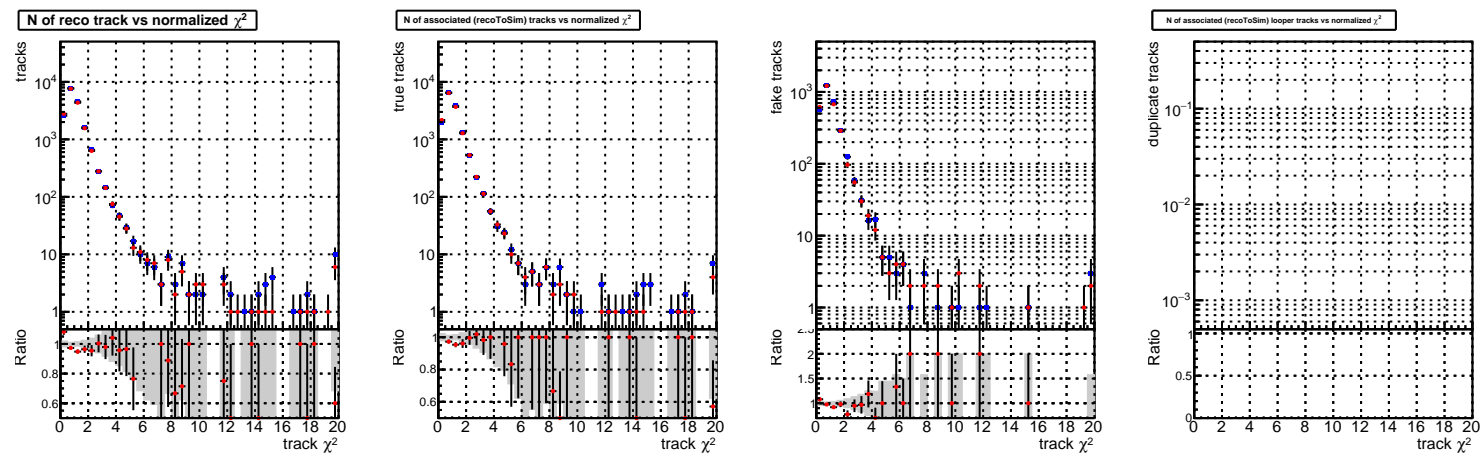 N of reco track vs normalized χ²
tracks
10⁴
10³
10²
10
1
Ratio
1
0.8
0.6
0 2 4 6 8 10 12 14 16 18 20
track χ²
N of associated (recoToSim) tracks vs normalized χ²
true tracks
10⁴
10³
10²
10
1
Ratio
1
0.8
0.6
0 2 4 6 8 10 12 14 16 18 20
track χ²
fake tracks
10³
10²
10
1
Ratio
2.5
2
1.5
1
0 2 4 6 8 10 12 14 16 18 20
track χ²
N of associated (recoToSim) looper tracks vs normalized χ²
duplicate tracks
10⁻¹
10⁻²
10⁻³
Ratio
1
0.5
0
0 2 4 6 8 10 12 14 16 18 20
track χ²